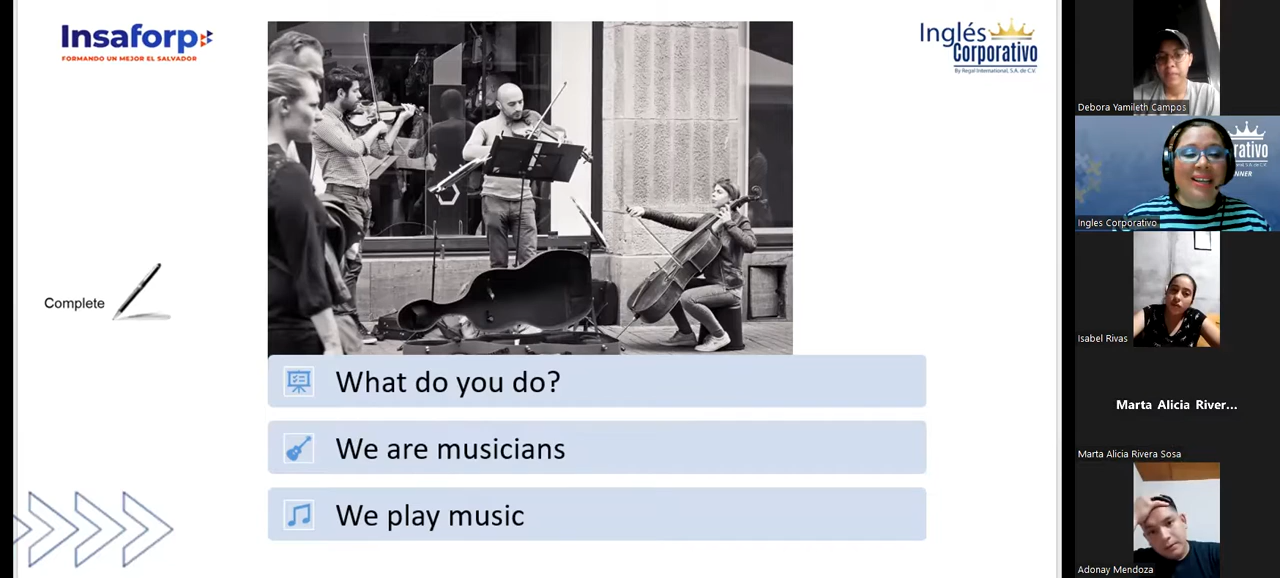 Insaforp
FORMANDO UN MEJOR EL SALVADOR
Inglés
Corporativo
By Regal International, S.A. de C.V.
Complete
What do you do?
We are musicians
We play music
Debora Yamileth Campos
Ingles Corporativo
Isabel Rivas
Marta Alicia River...
Marta Alicia Rivera Sosa
Adonay Mendoza